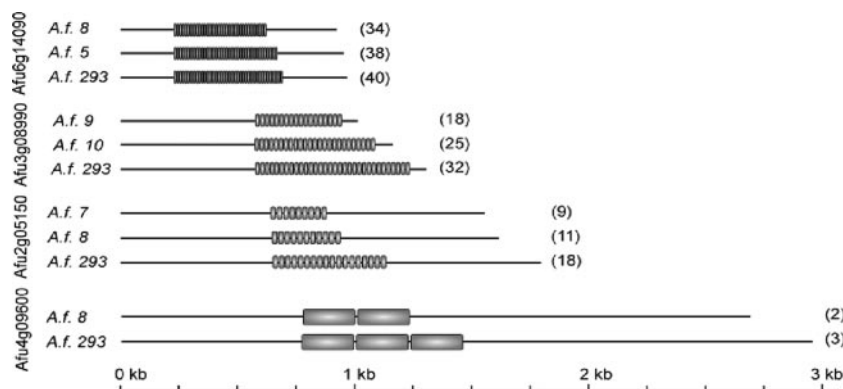 Afu6g14090
A.f. 8 (34)
A.f. 5 (38)
A.f. 293 (40)
Afu3g08990
A.f. 9 (18)
A.f. 10 (25)
A.f. 293 (32)
Afu2g05150
A.f. 7 (9)
A.f. 8 (11)
A.f. 293 (18)
Afu4g09600
A.f. 8 (2)
A.f. 293 (3)
0 kb 1 kb 2 kb 3 kb